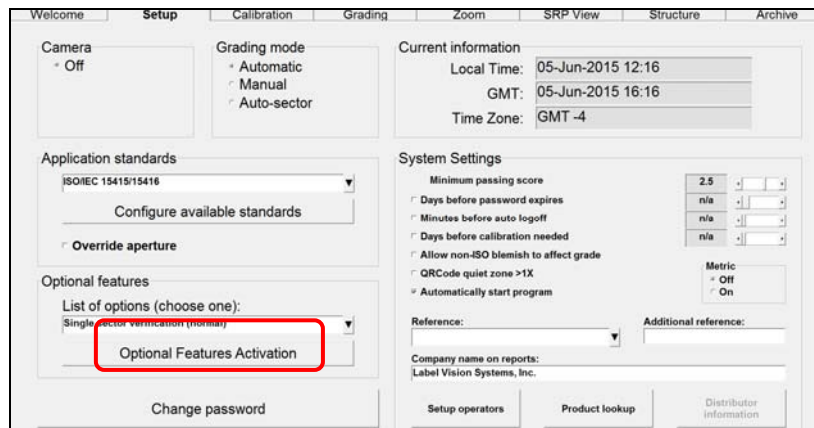 Welcome Setup Calibration Grading Zoom SRP View Structure Archive
Camera
Off
Grading mode
Automatic
Manual
Auto-sector
Current information
Local Time: 05-Jun-2015 12:16
GMT: 05-Jun-2015 16:16
Time Zone: GMT -4
Application standards
ISO/IEC 15415/15416
Configure available standards
Override aperture
Optional features
List of options (choose one):
Single sector verification (normal)
Optional Features Activation
Change password
System Settings
Minimum passing score 2.5
Days before password expires n/a
Minutes before auto logoff n/a
Days before calibration needed n/a
Allow non-ISO blemish to affect grade
QRCode quiet zone >1X
Automatically start program
Metric
Off
On
Reference: Additional reference:
Company name on reports:
Label Vision Systems, Inc.
Setup operators Product lookup Distributor
information